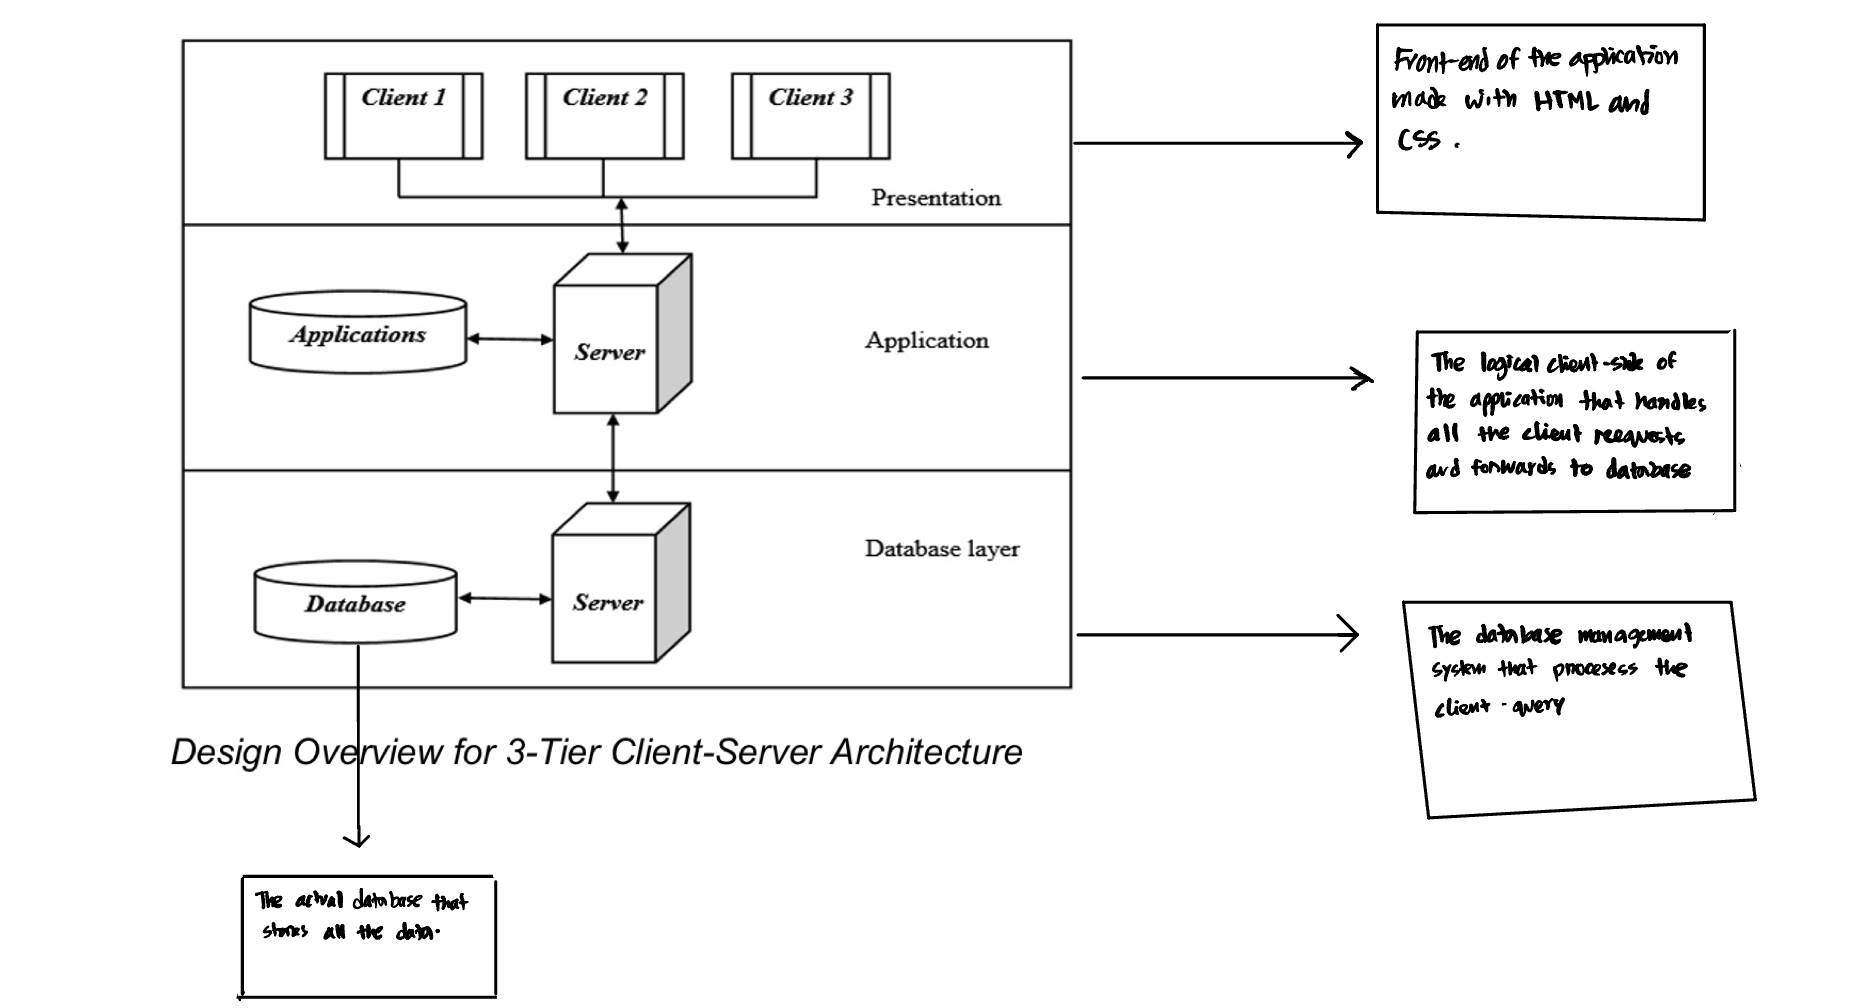 Client 1
Client 2
Client 3
Presentation
Front-end of the application
made with HTML and
CSS.
Applications
Server
Application
The logical client-side of
the application that handles
all the client reequests
and forwards to database
Database
Server
Database layer
The database management
system that procesess the
client-query
Design Overview for 3-Tier Client-Server Architecture
The actual database that
stores all the data.